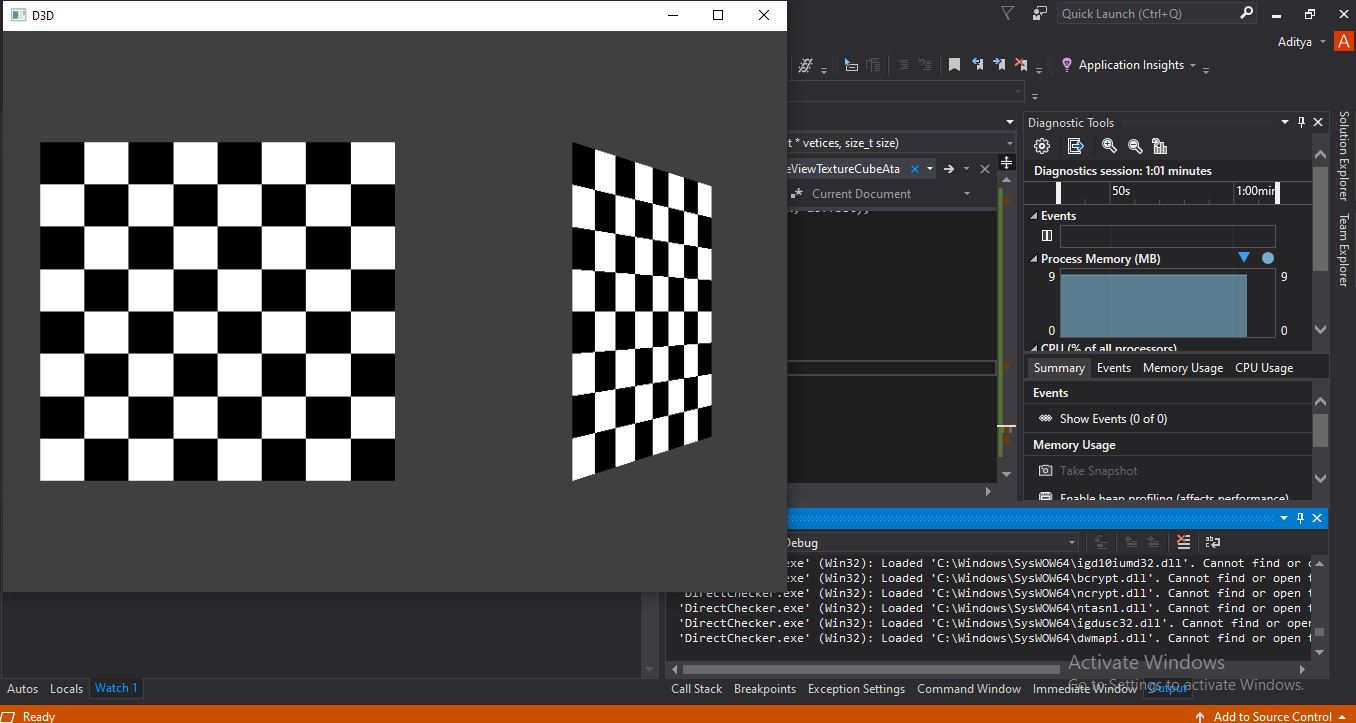 D3D
Quick Launch (Ctrl+Q)
Aditya
A
Application Insights
Diagnostic Tools
t * vetices, size_t size)
eViewTextureCubeAta
Current Document
Diagnostics session: 1:01 minutes
50s
1:00min
Events
Process Memory (MB)
9
9
0
0
CPU (% of all processors)
Summary
Events
Memory Usage
CPU Usage
Events
Show Events (0 of 0)
Memory Usage
Take Snapshot
Enable heap profiling (affects performance)
Solution Explorer
Team Explorer
Debug
exe' (Win32): Loaded 'C:\Windows\SysWOW64\igd10iumd32.dll'. Cannot find or
exe' (Win32): Loaded 'C:\Windows\SysWOW64\bcrypt.dll'. Cannot find or open
'DirectChecker.exe' (Win32): Loaded 'C:\Windows\SysWOW64\ncrypt.dll'. Cannot find or open
'DirectChecker.exe' (Win32): Loaded 'C:\Windows\SysWOW64\ntasn1.dll'. Cannot find or open
'DirectChecker.exe' (Win32): Loaded 'C:\Windows\SysWOW64\igdusc32.dll'. Cannot find or open
'DirectChecker.exe' (Win32): Loaded 'C:\Windows\SysWOW64\dwmapi.dll'. Cannot find or open
Activate Windows
Go to Settings to activate Windows.
Autos
Locals
Watch 1
Call Stack
Breakpoints
Exception Settings
Command Window
Immediate Window
Output
Ready
Add to Source Control